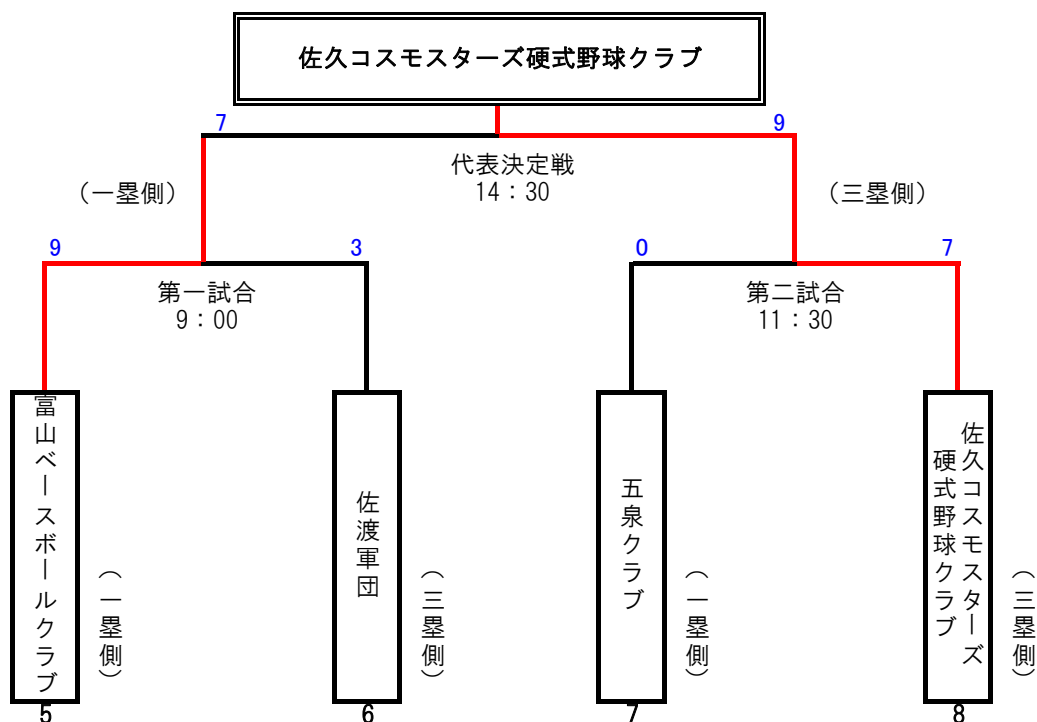 佐久コスモスターズ硬式野球クラブ
7
9
代表決定戦
14：30
（一塁側）
（三塁側）
9
3
0
7
第一試合
9：00
第二試合
11：30
富山ベースボールクラブ
（一塁側）
佐渡軍団
（三塁側）
五泉クラブ
（一塁側）
佐久コスモスターズ
硬式野球クラブ
（三塁側）
5
6
7
8